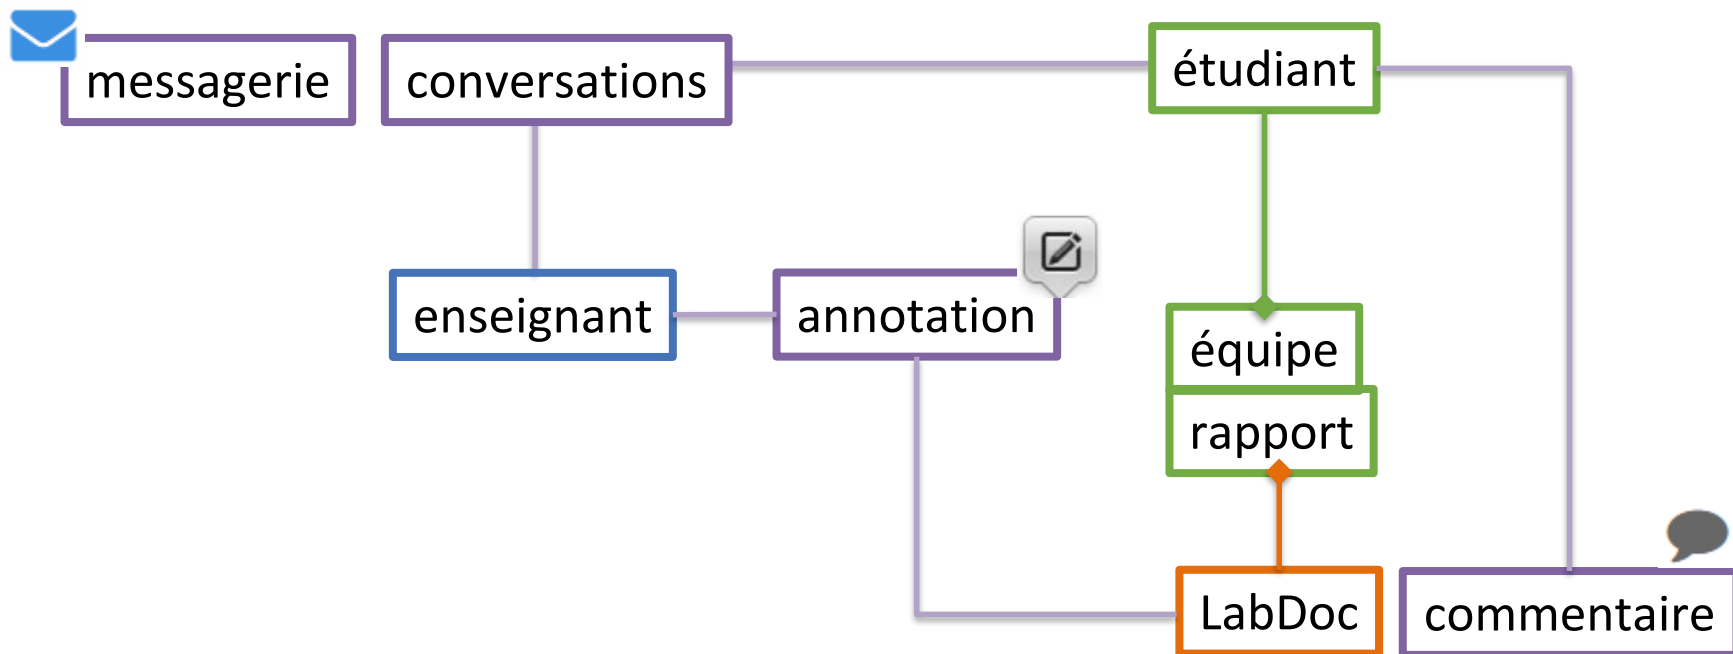 messagerie
conversations
étudiant
enseignant
annotation
équipe
rapport
LabDoc
commentaire